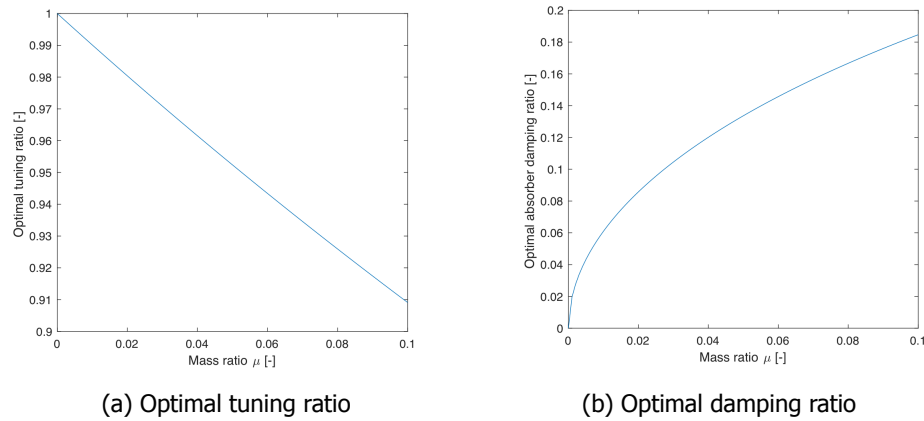 1
0.99
0.98
0.97
0.96
0.95
0.94
0.93
0.92
0.91
0.9
Optimal tuning ratio [-]
0 0.02 0.04 0.06 0.08 0.1
Mass ratio μ [-]
(a) Optimal tuning ratio
0.2
0.18
0.16
0.14
0.12
0.1
0.08
0.06
0.04
0.02
0
Optimal absorber damping ratio [-]
0 0.02 0.04 0.06 0.08 0.1
Mass ratio μ [-]
(b) Optimal damping ratio